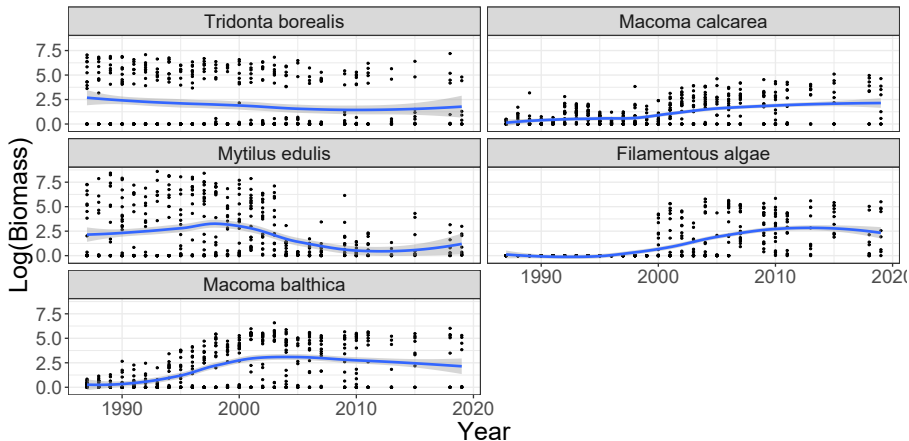 Tridonta borealis
Macoma calcarea
7.5
5.0
2.5
0.0
Mytilus edulis
Filamentous algae
7.5
5.0
2.5
0.0
1990
2000
2010
2020
Macoma balthica
7.5
5.0
2.5
0.0
1990
2000
2010
2020
Log(Biomass)
Year